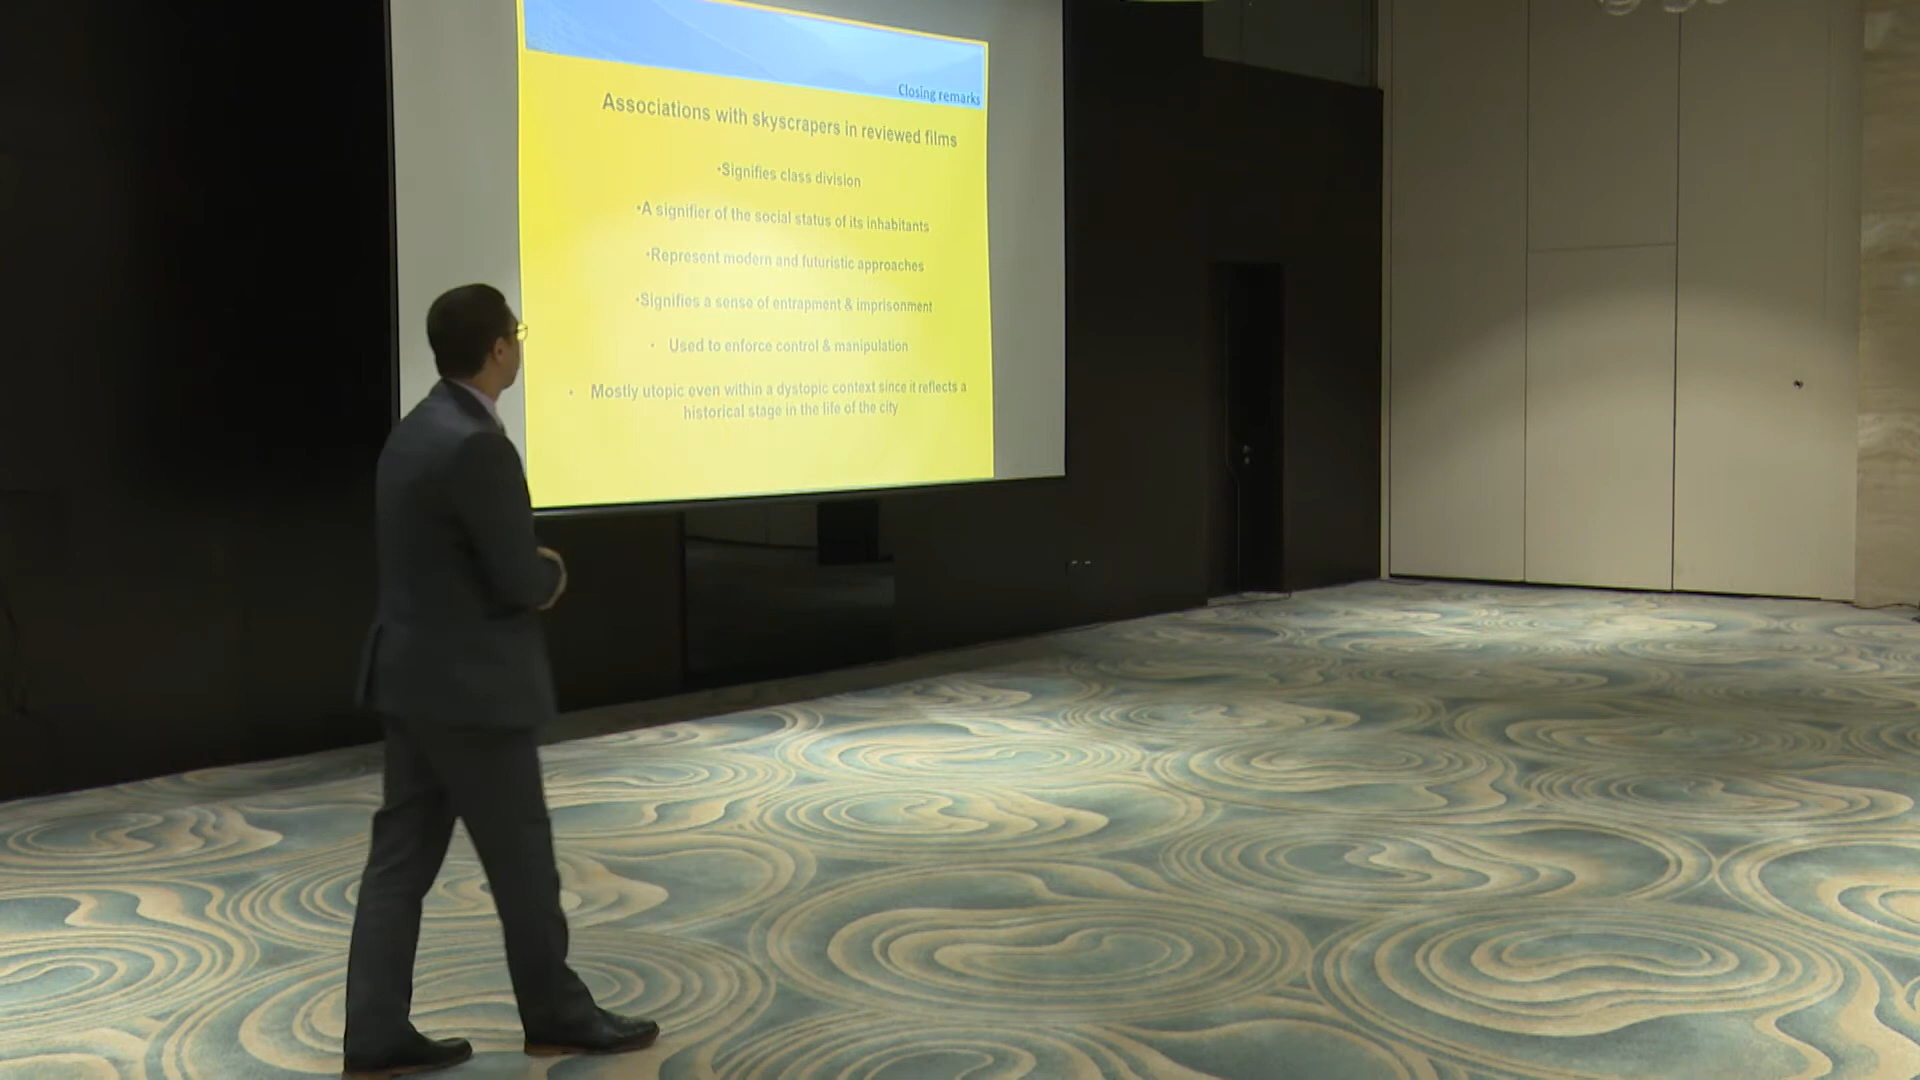 Closing remarks
Associations with skyscrapers in reviewed films
•Signifies class division
•A signifier of the social status of its inhabitants
•Represent modern and futuristic approaches
•Signifies a sense of entrapment & imprisonment
• Used to enforce control & manipulation
• Mostly utopic even within a dystopic context since it reflects a
historical stage in the life of the city